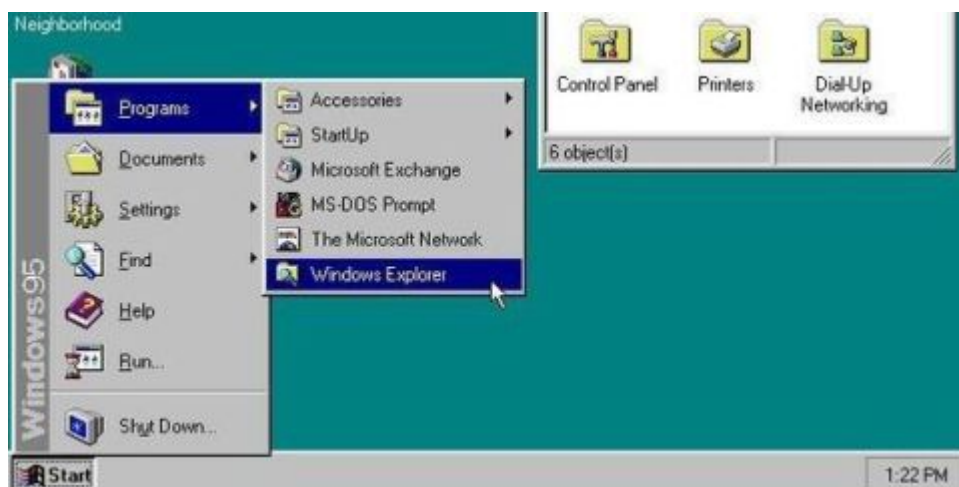 Neighborhood
Control Panel
Printers
Dial-Up
Networking
6 object(s)
Programs
Documents
Settings
Find
Help
Run...
Shut Down...
Windows95
Accessories
StartUp
Microsoft Exchange
MS-DOS Prompt
The Microsoft Network
Windows Explorer
Start
1:22 PM